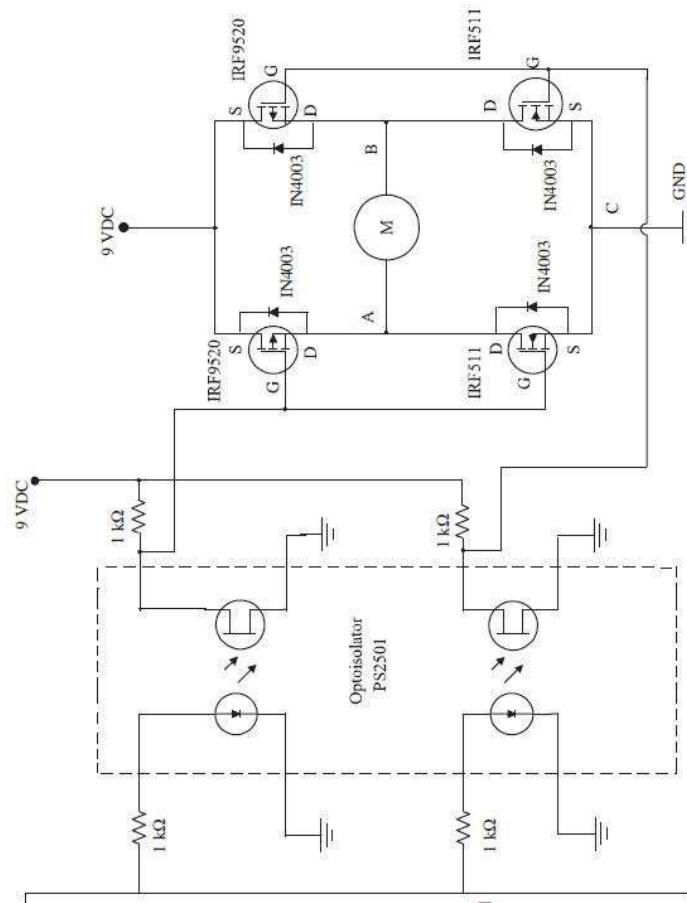 9 VDC
IRF9520
S
G
D
IN4003
IRF9520
S
G
D
IN4003
A
M
B
IRF511
D
G
S
IN4003
IRF511
D
G
S
IN4003
C
GND
9 VDC
1 kΩ
1 kΩ
Optoisolator
PS2501
1 kΩ
1 kΩ